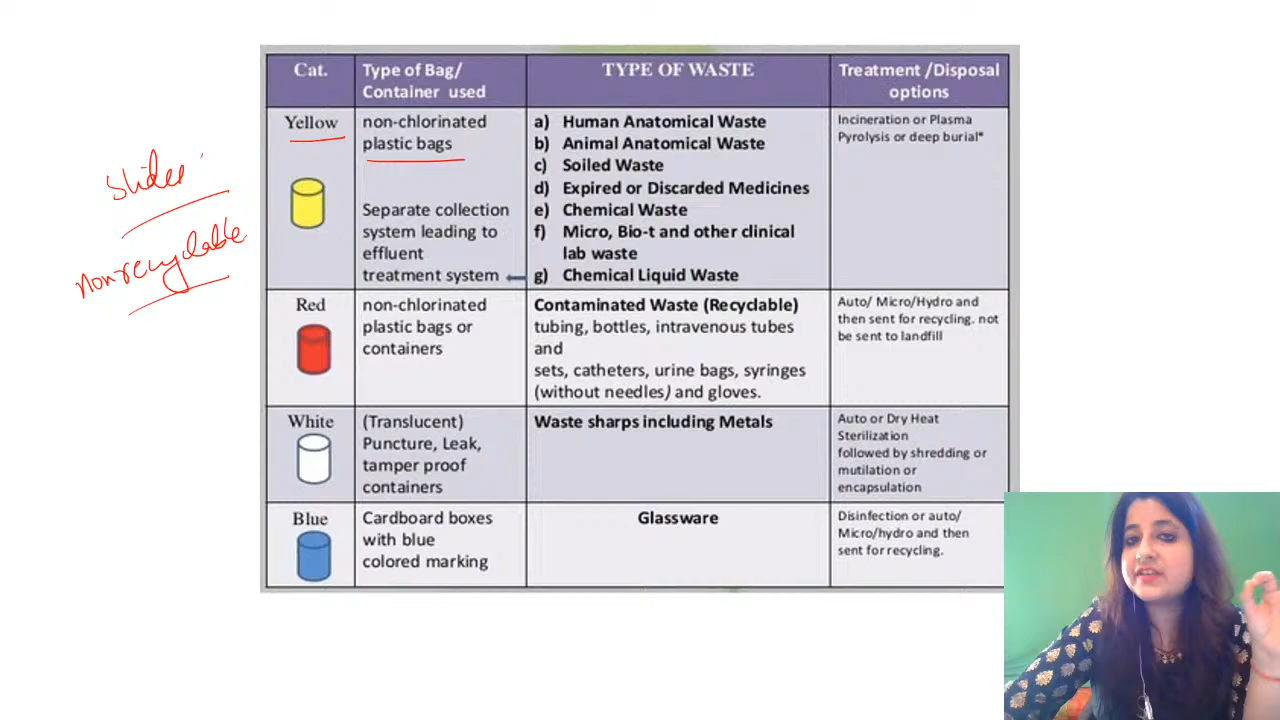 Cat.
Type of Bag/
Container used
TYPE OF WASTE
Treatment /Disposal
options
Yellow
non-chlorinated
plastic bags
Separate collection
system leading to
effluent
treatment system
a) Human Anatomical Waste
b) Animal Anatomical Waste
c) Soiled Waste
d) Expired or Discarded Medicines
e) Chemical Waste
f) Micro, Bio-t and other clinical
lab waste
g) Chemical Liquid Waste
Incineration or Plasma
Pyrolysis or deep burial*
Red
non-chlorinated
plastic bags or
containers
Contaminated Waste (Recyclable)
tubing, bottles, intravenous tubes
and
sets, catheters, urine bags, syringes
(without needles) and gloves.
Auto/ Micro/Hydro and
then sent for recycling. not
be sent to landfill
White
(Translucent)
Puncture, Leak,
tamper proof
containers
Waste sharps including Metals
Auto or Dry Heat
Sterilization
followed by shredding or
mutilation or
encapsulation
Blue
Cardboard boxes
with blue
colored marking
Glassware
Disinfection or auto/
Micro/hydro and then
sent for recycling.
nonrecyclable